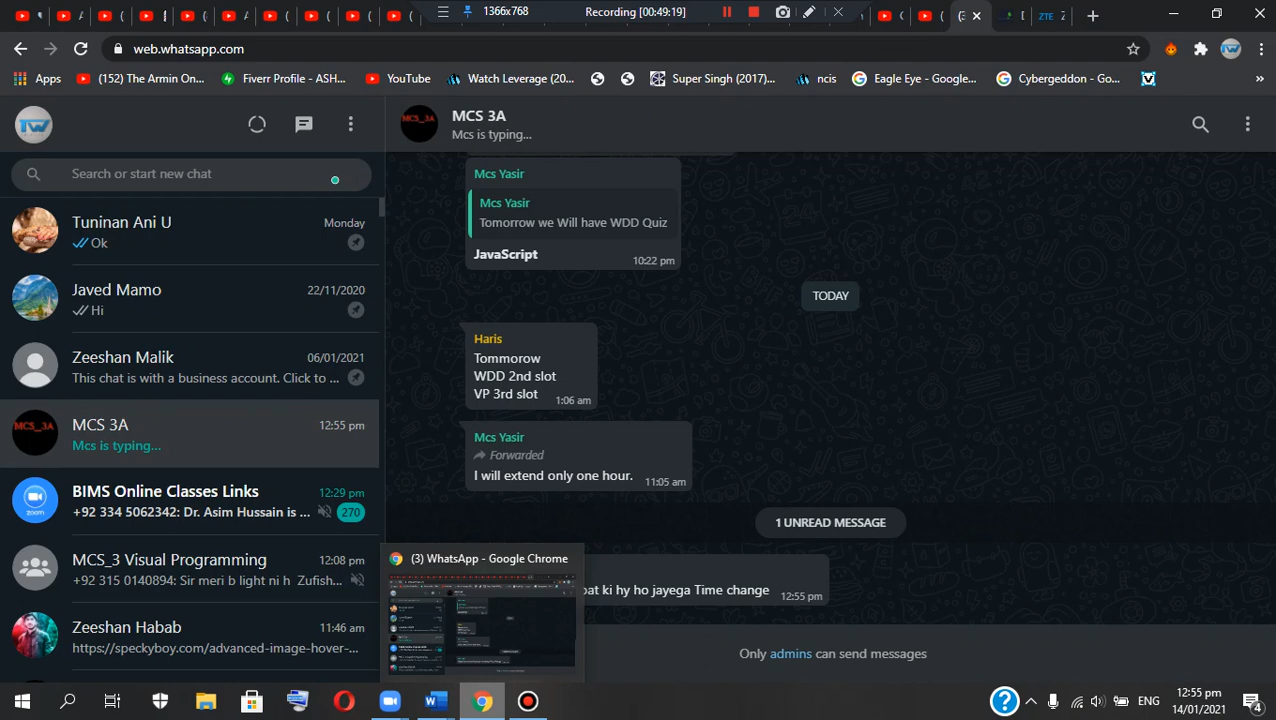 1366x768
Recording [00:49:19]
ZTE
web.whatsapp.com
Apps
(152) The Armin On...
Fiverr Profile - ASH...
YouTube
Watch Leverage (20...
Super Singh (2017)...
ncis
Eagle Eye - Google...
Cybergeddon - Go...
»
TW
Search or start new chat
Tuninan Ani U
Monday
Ok
Javed Mamo
22/11/2020
Hi
Zeeshan Malik
06/01/2021
This chat is with a business account. Click to ...
MCS 3A
12:55 pm
Mcs is typing...
BIMS Online Classes Links
12:29 pm
zoom
+92 334 5062342: Dr. Asim Hussain is ...
270
MCS_3 Visual Programming
12:08 pm
+92 315 0140894: Sir meri b light ni h Zufish...
Zeeshan Rabab
11:46 am
https://speckyboy.com/advanced-image-hover-...
MCS_3A
MCS 3A
Mcs is typing...
Mcs Yasir
Mcs Yasir
Tomorrow we Will have WDD Quiz
JavaScript
10:22 pm
TODAY
Haris
Tommorow
WDD 2nd slot
VP 3rd slot
1:06 am
Mcs Yasir
Forwarded
I will extend only one hour.
11:05 am
1 UNREAD MESSAGE
(3) WhatsApp - Google Chrome
bat ki hy ho jayega Time change
12:55 pm
Only admins can send messages
ENG
12:55 pm
14/01/2021
4